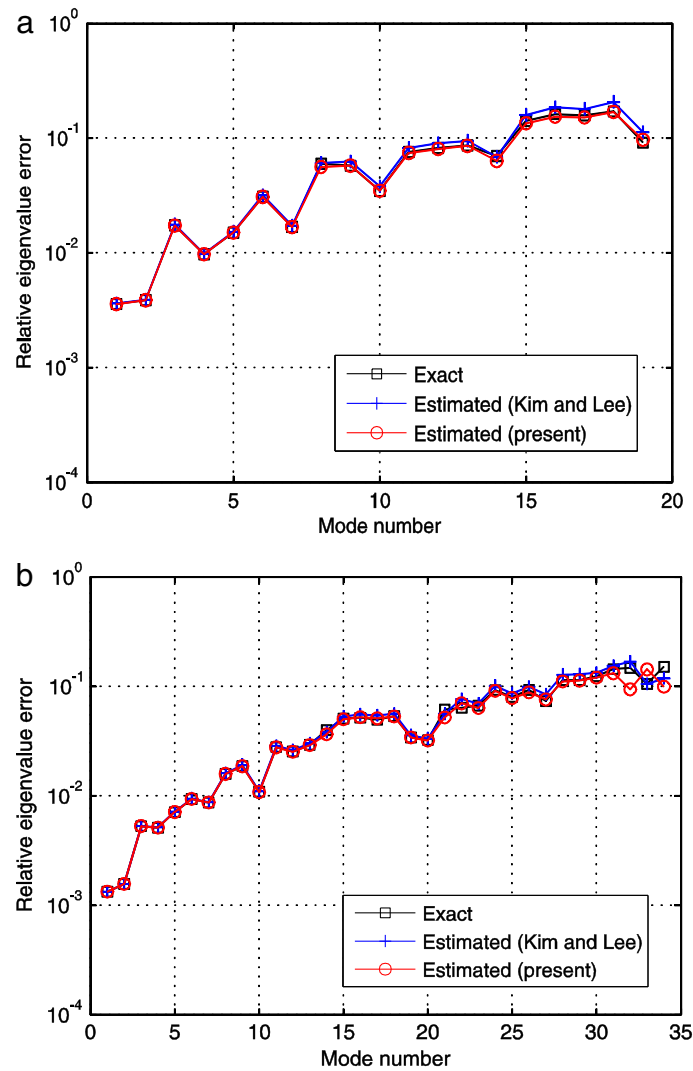 a
10^0
10^-1
10^-2
10^-3
10^-4
Relative eigenvalue error
Exact
Estimated (Kim and Lee)
Estimated (present)
0 5 10 15 20
Mode number
b
10^0
10^-1
10^-2
10^-3
10^-4
Relative eigenvalue error
Exact
Estimated (Kim and Lee)
Estimated (present)
0 5 10 15 20 25 30 35
Mode number